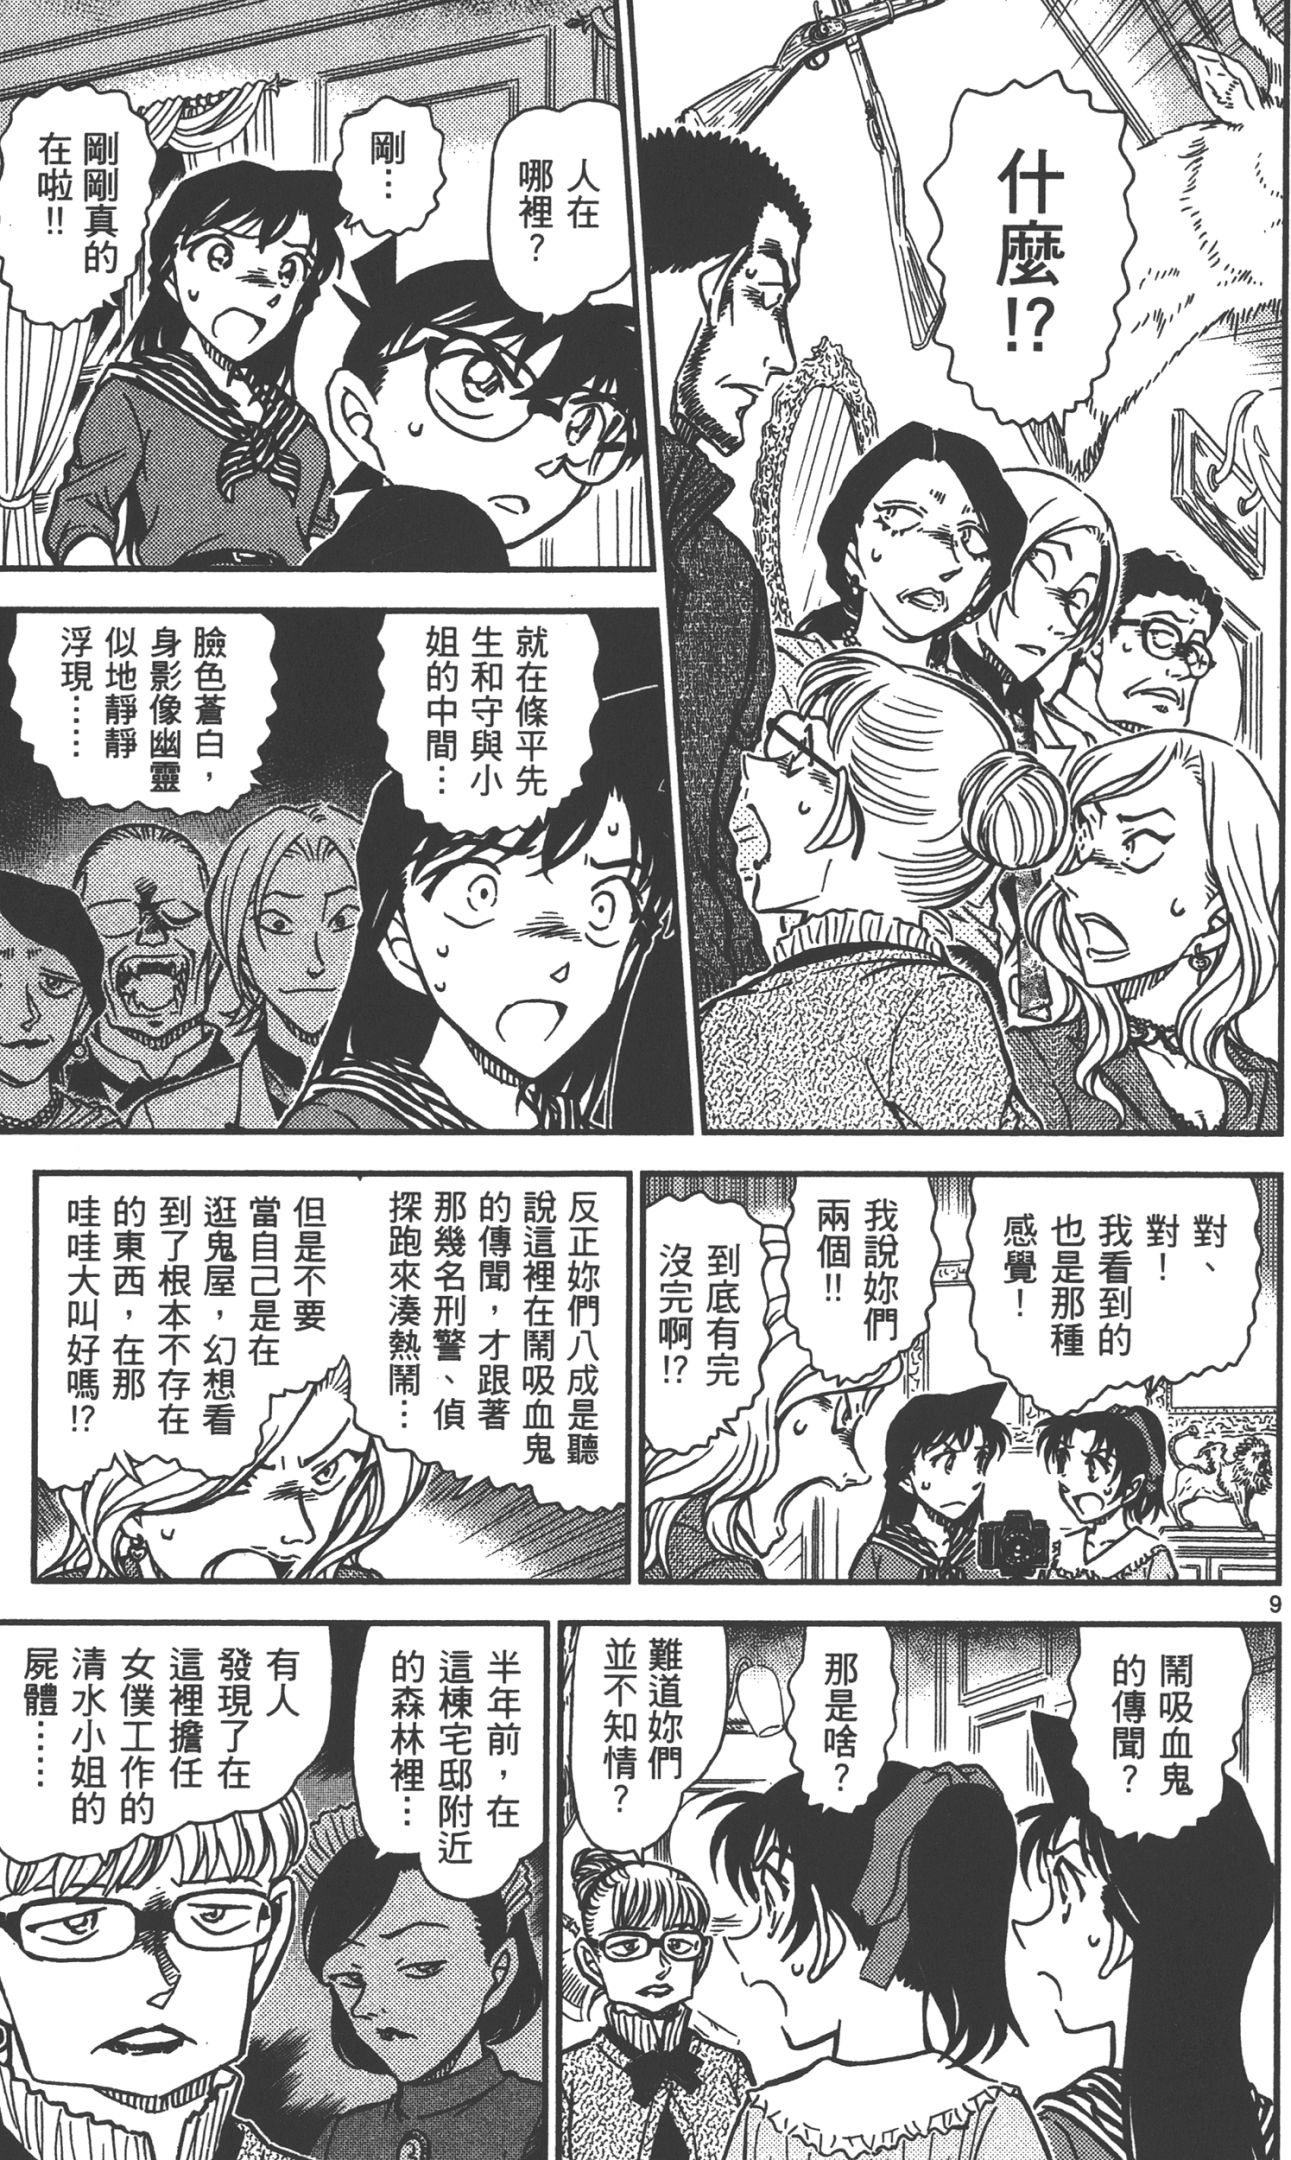 什麼!?
人在
哪裡?
剛…
剛剛真的
在啦!!
就在條平先
生和守與小
姐的中間…
臉色蒼白，
身影像幽靈
似地靜靜
浮現……
對、
對！
我看到的
也是那種
感覺！
我說妳們
兩個!!
到底有完
沒完啊!?
反正妳們八成是聽
說這裡在鬧吸血鬼
的傳聞，才跟著
那幾名刑警、偵
探跑來湊熱鬧…
但是不要
當自己是在
逛鬼屋，幻想看
到了根本不存在
的東西，在那
哇哇大叫好嗎!?
9
鬧吸血鬼
的傳聞？
那是啥？
難道妳們
並不知情？
半年前，在
這棟宅邸附近
的森林裡…
有人
發現了在
這裡擔任
女僕工作的
清水小姐的
屍體……